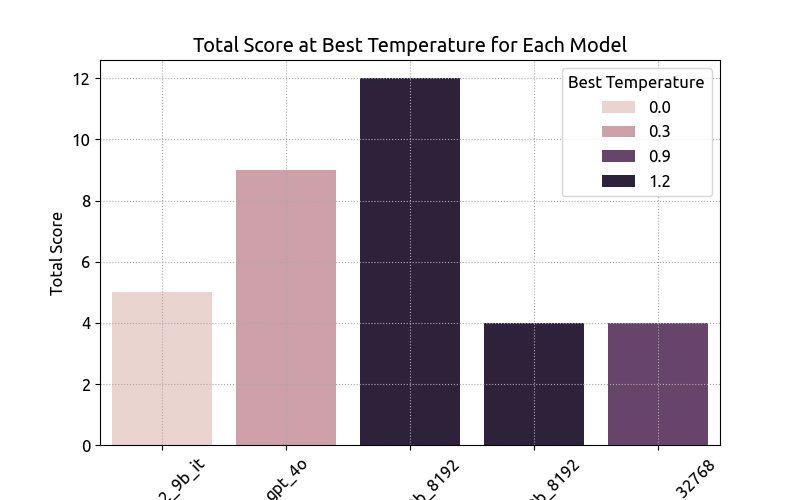 Total Score at Best Temperature for Each Model
Total Score
12
10
8
6
4
2
0
Best Temperature
0.0
0.3
0.9
1.2
2_9b_it
gpt_4o
b_8192
b_8192
32768